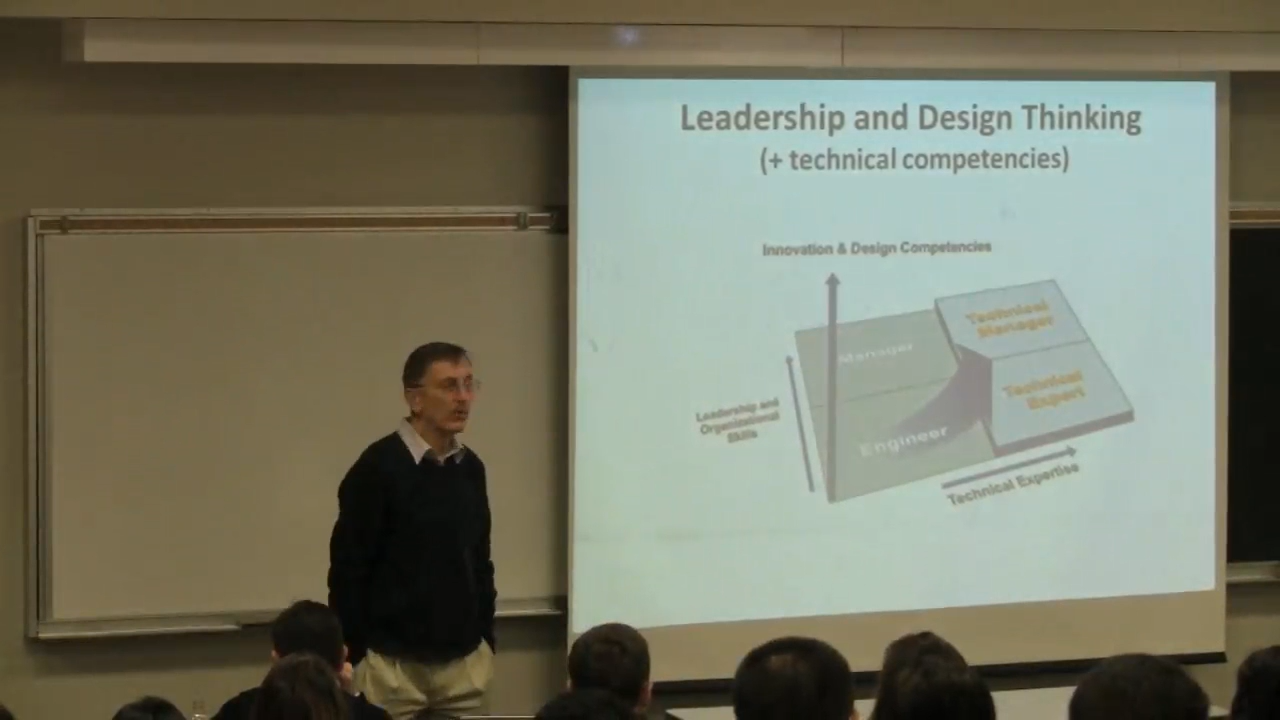 Leadership and Design Thinking
(+ technical competencies)
Innovation & Design Competencies
Technical
Manager
Manager
Technical
Expert
Leadership and
Organizational
Skills
Engineer
Technical Expertise